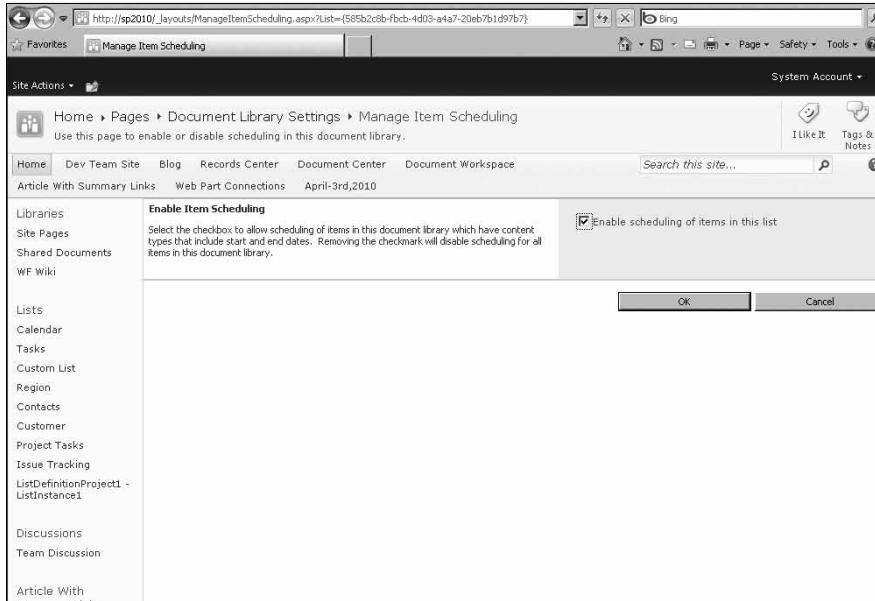 http://sp2010/_layouts/ManageItemScheduling.aspx?List={585b2c8b-fbcb-4d03-a4a7-20eb7b1d97b7}
Bing
Favorites
Manage Item Scheduling
Page
Safety
Tools
Site Actions
System Account
Home
Pages
Document Library Settings
Manage Item Scheduling
Use this page to enable or disable scheduling in this document library.
I Like It
Tags &
Notes
Home
Dev Team Site
Blog
Records Center
Document Center
Document Workspace
Search this site...
Article With Summary Links
Web Part Connections
April-3rd,2010
Libraries
Site Pages
Shared Documents
WF Wiki
Lists
Calendar
Tasks
Custom List
Region
Contacts
Customer
Project Tasks
Issue Tracking
ListDefinitionProject1 -
ListInstance1
Discussions
Team Discussion
Article With
Enable Item Scheduling
Select the checkbox to allow scheduling of items in this document library which have content
types that include start and end dates. Removing the checkmark will disable scheduling for all
items in this document library.
Enable scheduling of items in this list
OK
Cancel